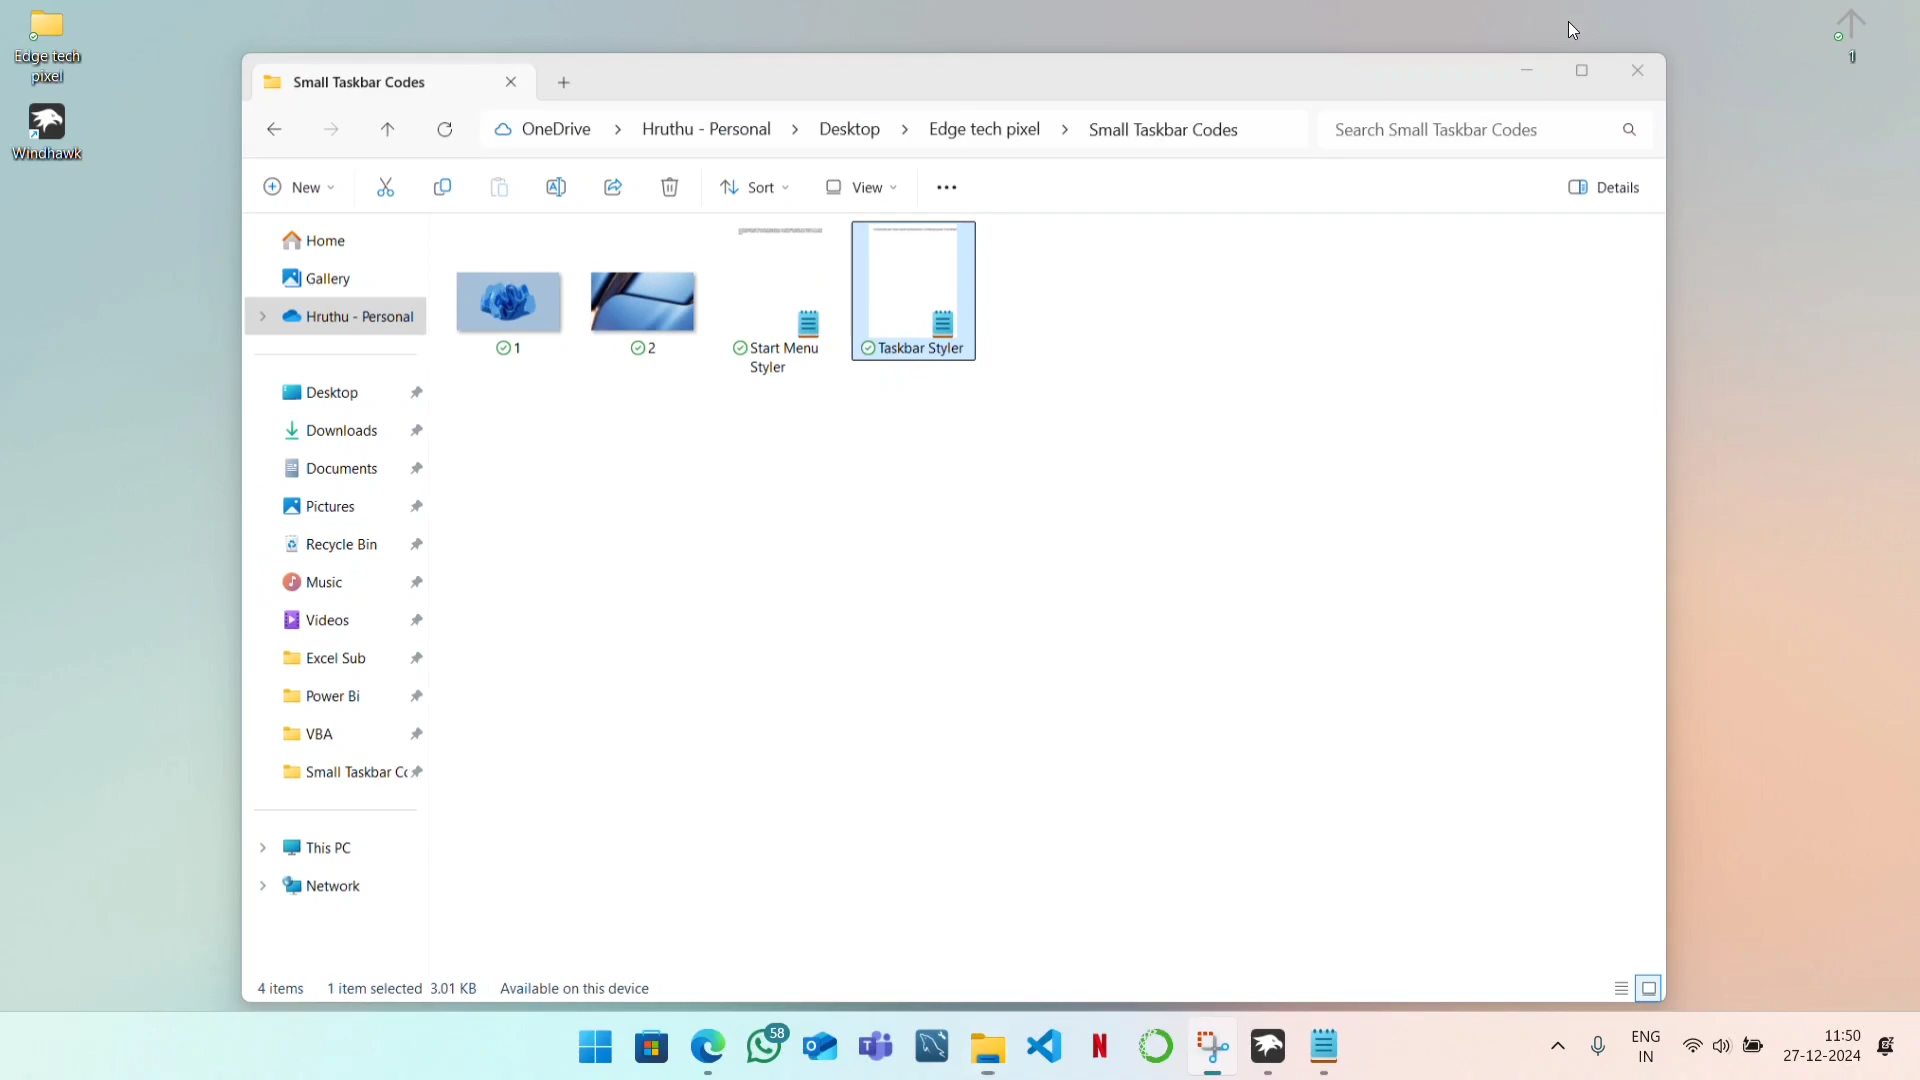 Edge tech
pixel
Windhawk
1
Small Taskbar Codes
OneDrive > Hruthu - Personal > Desktop > Edge tech pixel > Small Taskbar Codes
Search Small Taskbar Codes
New
Sort
View
Details
Home
Gallery
Hruthu - Personal
Desktop
Downloads
Documents
Pictures
Recycle Bin
Music
Videos
Excel Sub
Power Bi
VBA
Small Taskbar Cc
This PC
Network
1
2
Start Menu
Styler
Taskbar Styler
4 items 1 item selected 3.01 KB Available on this device
58
ENG
IN
11:50
27-12-2024